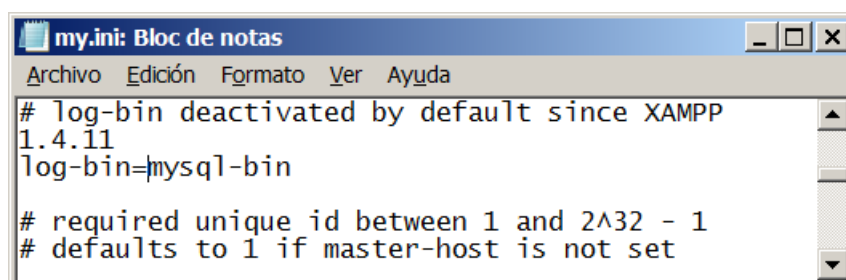 my.ini: Bloc de notas
Archivo Edición Formato Ver Ayuda
# log-bin deactivated by default since XAMPP
1.4.11
log-bin=mysql-bin
# required unique id between 1 and 2^32 - 1
# defaults to 1 if master-host is not set